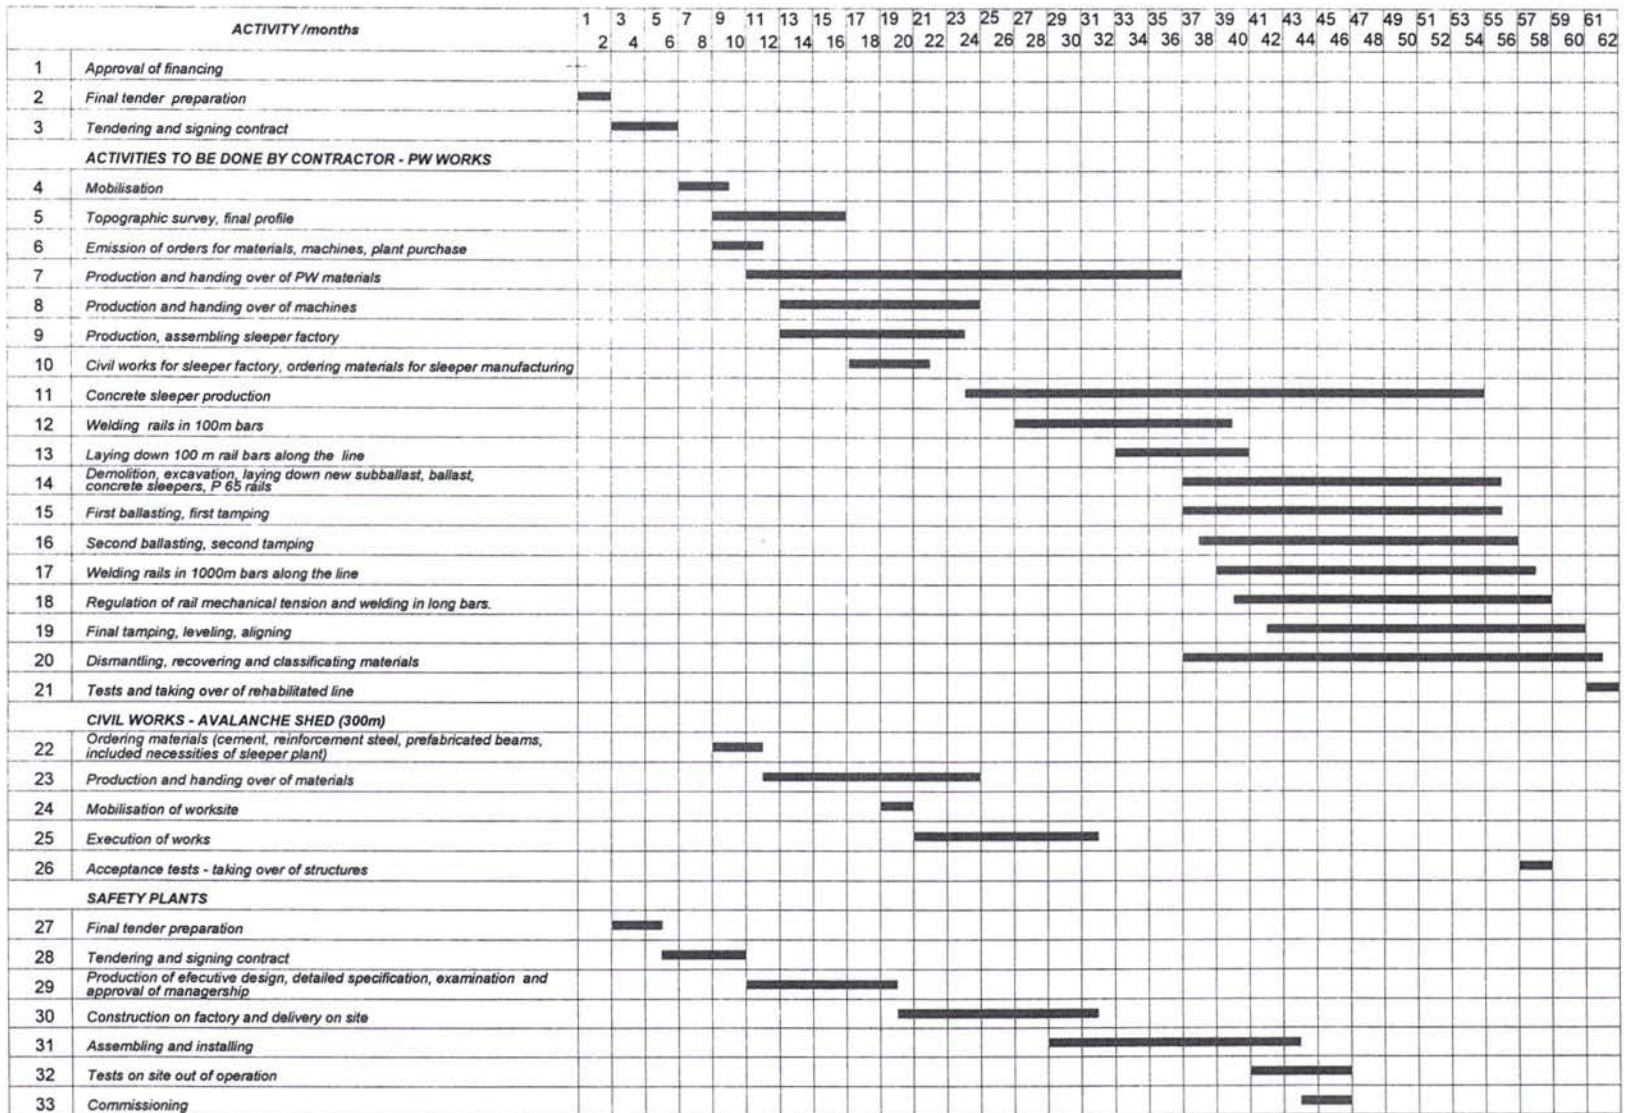 ACTIVITY /months
1 3 5 7 9 11 13 15 17 19 21 23 25 27 29 31 33 35 37 39 41 43 45 47 49 51 53 55 57 59 61
2 4 6 8 10 12 14 16 18 20 22 24 26 28 30 32 34 36 38 40 42 44 46 48 50 52 54 56 58 60 62
1 Approval of financing
2 Final tender preparation
3 Tendering and signing contract
ACTIVITIES TO BE DONE BY CONTRACTOR - PW WORKS
4 Mobilisation
5 Topographic survey, final profile
6 Emission of orders for materials, machines, plant purchase
7 Production and handing over of PW materials
8 Production and handing over of machines
9 Production, assembling sleeper factory
10 Civil works for sleeper factory, ordering materials for sleeper manufacturing
11 Concrete sleeper production
12 Welding rails in 100m bars
13 Laying down 100 m rail bars along the line
14 Demolition, excavation, laying down new subballast, ballast,
concrete sleepers, P 65 rails
15 First ballasting, first tamping
16 Second ballasting, second tamping
17 Welding rails in 1000m bars along the line
18 Regulation of rail mechanical tension and welding in long bars.
19 Final tamping, leveling, aligning
20 Dismantling, recovering and classificating materials
21 Tests and taking over of rehabilitated line
CIVIL WORKS - AVALANCHE SHED (300m)
22 Ordering materials (cement, reinforcement steel, prefabricated beams,
included necessities of sleeper plant)
23 Production and handing over of materials
24 Mobilisation of worksite
25 Execution of works
26 Acceptance tests - taking over of structures
SAFETY PLANTS
27 Final tender preparation
28 Tendering and signing contract
29 Production of efecutive design, detailed specification, examination and
approval of managership
30 Construction on factory and delivery on site
31 Assembling and installing
32 Tests on site out of operation
33 Commissioning